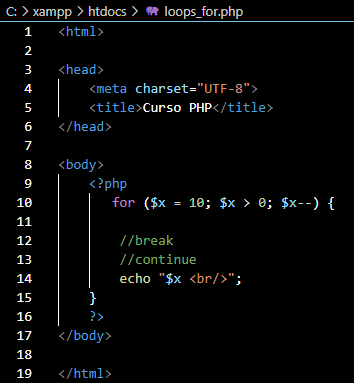 C: > xampp > htdocs > loops_for.php
1 <html>
2
3 <head>
4     <meta charset="UTF-8">
5     <title>Curso PHP</title>
6 </head>
7
8 <body>
9     <?php
10        for ($x = 10; $x > 0; $x--) {
11
12         //break
13         //continue
14         echo "$x <br/>";
15     }
16     ?>
17 </body>
18
19 </html>